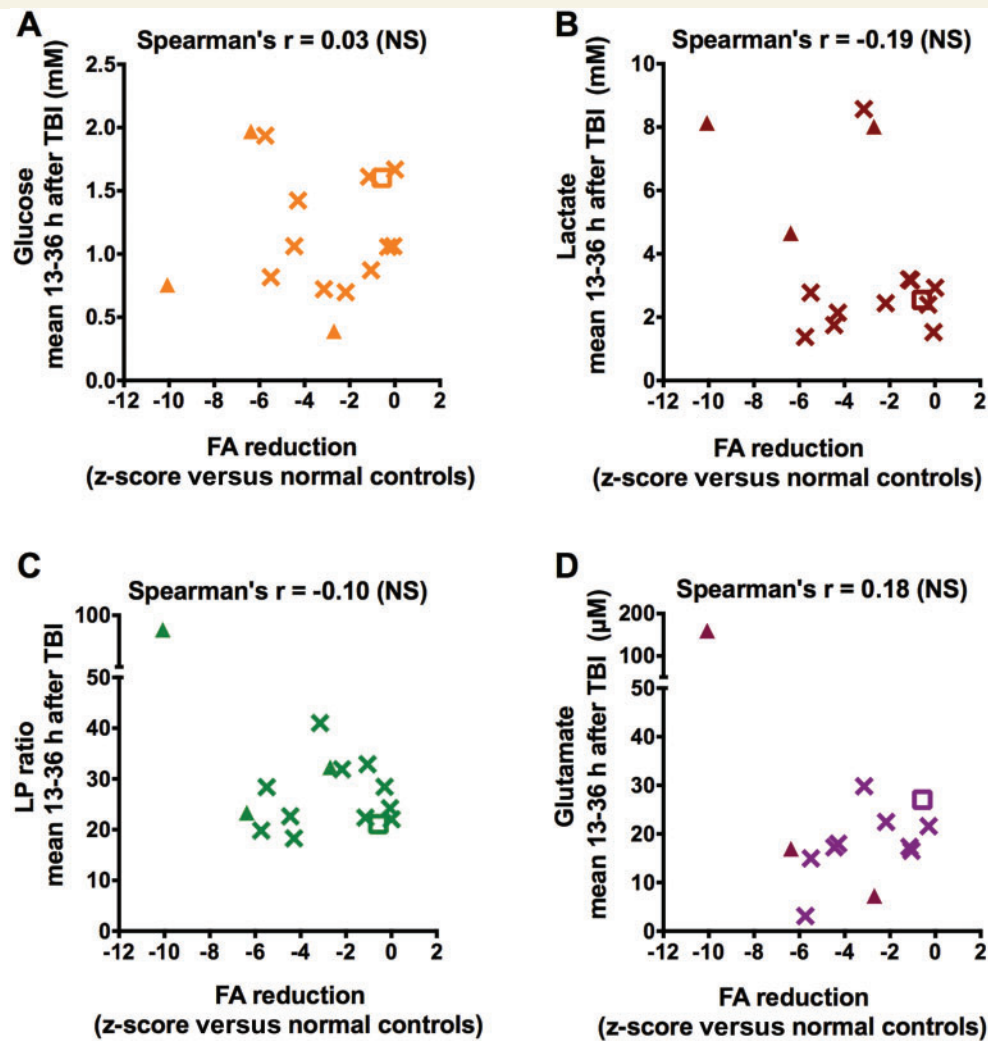 A
Spearman's r = 0.03 (NS)
Glucose
mean 13-36 h after TBI (mM)
2.5
2.0
1.5
1.0
0.5
0.0
-12 -10 -8 -6 -4 -2 0 2
FA reduction
(z-score versus normal controls)
B
Spearman's r = -0.19 (NS)
Lactate
mean 13-36 h after TBI (mM)
10
8
6
4
2
0
-12 -10 -8 -6 -4 -2 0 2
FA reduction
(z-score versus normal controls)
C
Spearman's r = -0.10 (NS)
LP ratio
mean 13-36 h after TBI
100
50
40
30
20
10
0
-12 -10 -8 -6 -4 -2 0 2
FA reduction
(z-score versus normal controls)
D
Spearman's r = 0.18 (NS)
Glutamate
mean 13-36 h after TBI (µM)
200
150
100
50
40
30
20
10
0
-12 -10 -8 -6 -4 -2 0 2
FA reduction
(z-score versus normal controls)